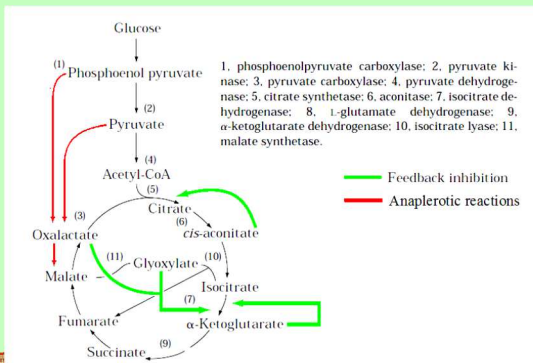 Glucose
(1)
Phosphoenol pyruvate
(2)
Pyruvate
(4)
Acetyl-CoA
(5)
Citrate
(6)
cis-aconitate
(3)
Oxalactate
(11)
Glyoxylate
(10)
Malate
Isocitrate
(7)
Fumarate
α-Ketoglutarate
(9)
Succinate
1, phosphoenolpyruvate carboxylase; 2, pyruvate ki-
nase; 3, pyruvate carboxylase; 4, pyruvate dehydroge-
nase; 5, citrate synthetase; 6, aconitase; 7, isocitrate de-
hydrogenase; 8, L-glutamate dehydrogenase; 9,
α-ketoglutarate dehydrogenase; 10, isocitrate lyase; 11,
malate synthetase.
Feedback inhibition
Anaplerotic reactions